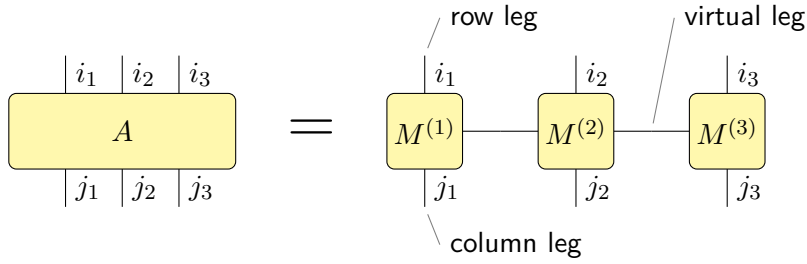 row leg
virtual leg
i₁ i₂ i₃
i₁ i₂ i₃
A = M⁽¹⁾ M⁽²⁾ M⁽³⁾
j₁ j₂ j₃
j₁ j₂ j₃
column leg